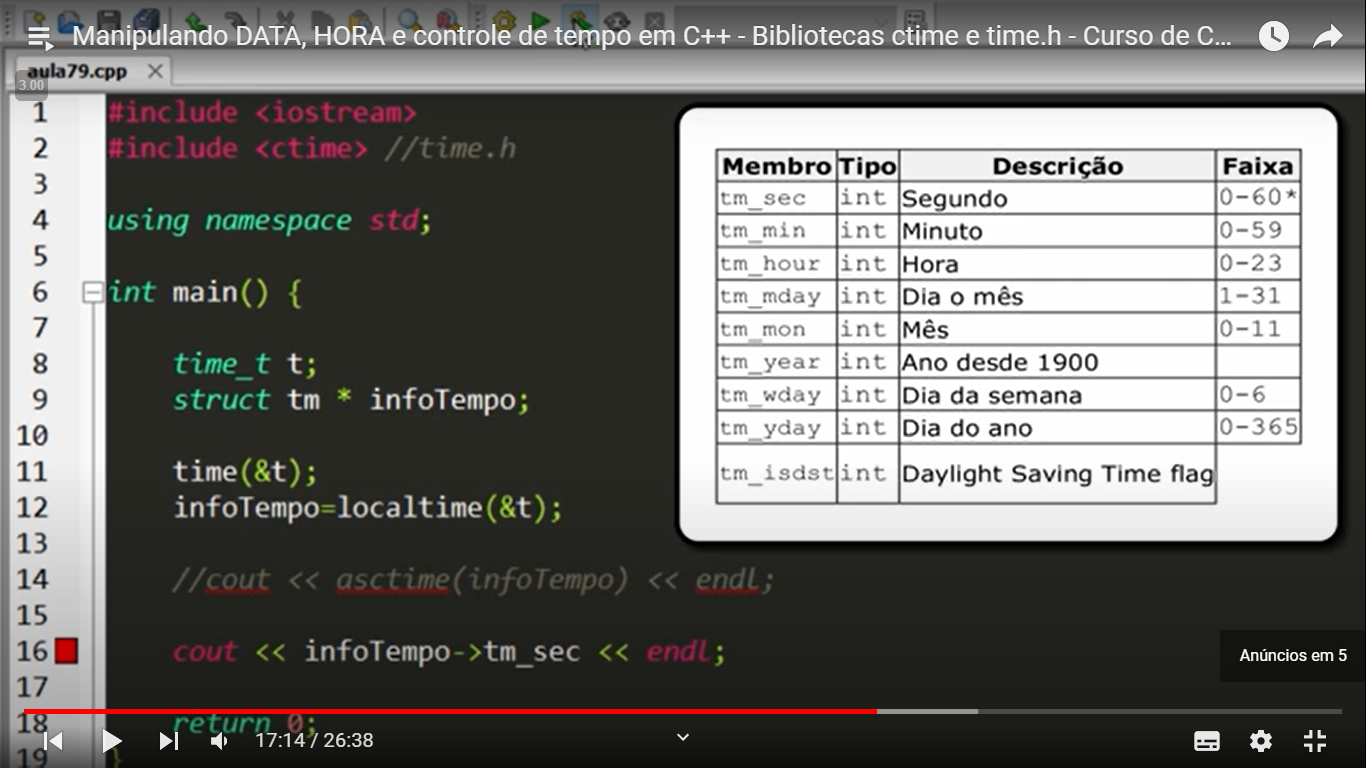 Manipulando DATA, HORA e controle de tempo em C++ - Bibliotecas ctime e time.h - Curso de C...
aula79.cpp
3.00
1 #include <iostream>
2 #include <ctime> //time.h
3
4 using namespace std;
5
6 int main() {
7
8 time_t t;
9 struct tm * infoTempo;
10
11 time(&t);
12 infoTempo=localtime(&t);
13
14 //cout << asctime(infoTempo) << endl;
15
16 cout << infoTempo->tm_sec << endl;
17
18 return 0;
19 }
Membro Tipo Descrição Faixa
tm_sec int Segundo 0-60*
tm_min int Minuto 0-59
tm_hour int Hora 0-23
tm_mday int Dia o mês 1-31
tm_mon int Mês 0-11
tm_year int Ano desde 1900
tm_wday int Dia da semana 0-6
tm_yday int Dia do ano 0-365
tm_isdst int Daylight Saving Time flag
Anúncios em 5
17:14 / 26:38